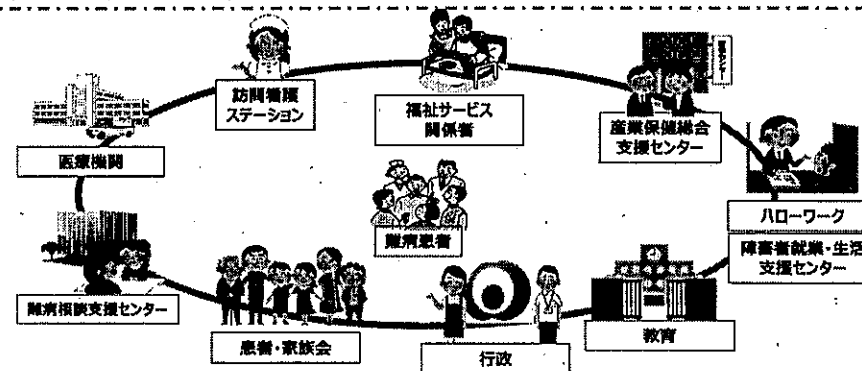 訪問看護
ステーション
福祉サービス
関係者
産業保健総合
支援センター
医療機関
ハローワーク
難病患者
障害者就業・生活
支援センター
難病相談支援センター
患者・家族会
行政
教育